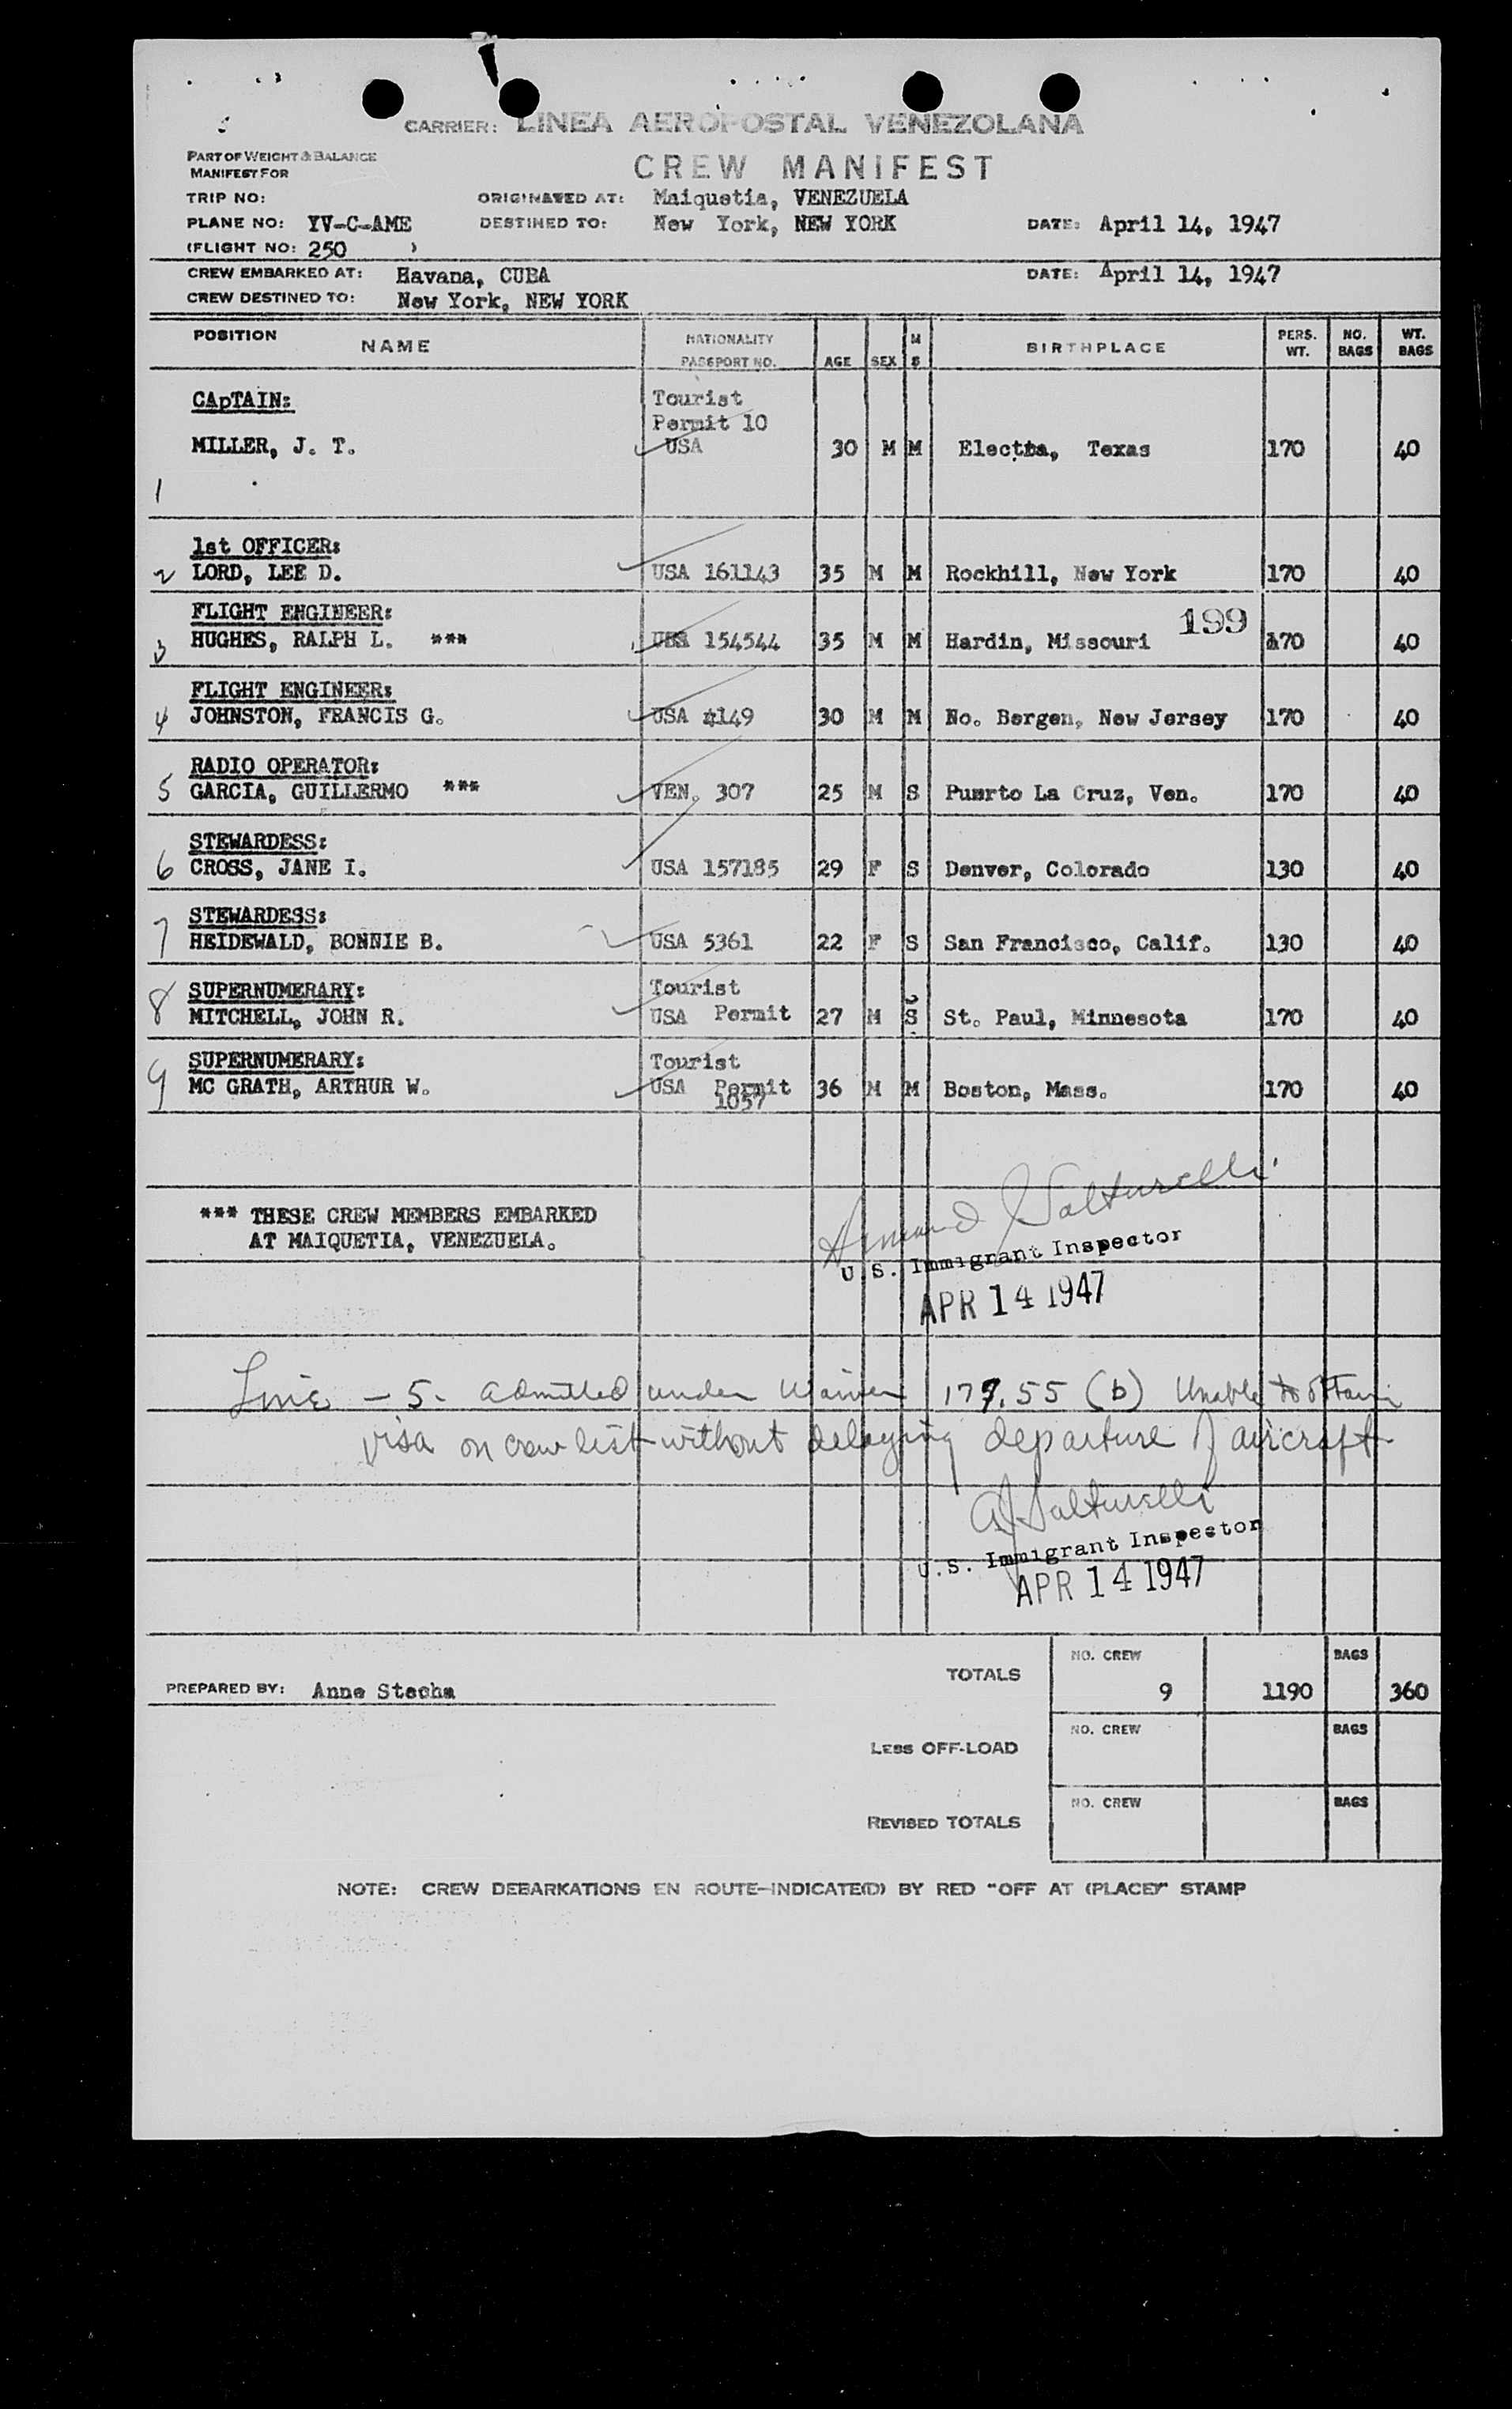 CARRIER: LINEA AEROPOSTAL VENEZOLANA
PART OF WEIGHT & BALANCE
MANIFEST FOR
CREW MANIFEST
TRIP NO:
ORIGINATED AT: Maiquetia, VENEZUELA
PLANE NO: YV-C-AME
DESTINED TO: New York, NEW YORK
DATE: April 14, 1947
(FLIGHT NO: 250 )
CREW EMBARKED AT: Havana, CUBA
DATE: April 14, 1947
CREW DESTINED TO: New York, NEW YORK
POSITION NAME NATIONALITY PASSPORT NO. AGE SEX M S BIRTHPLACE PERS. WT. NO. BAGS WT. BAGS
CApTAIN: Tourist
Permit 10
MILLER, J. T. USA 30 M M Electra, Texas 170 40
1
1st OFFICER:
2 LORD, LEE D. USA 161143 35 M M Rockhill, New York 170 40
FLIGHT ENGINEER:
199
3 HUGHES, RALPH L. *** USA 154544 35 M M Hardin, Missouri 170 40
FLIGHT ENGINEER:
4 JOHNSTON, FRANCIS G. USA 4149 30 M M No. Bergen, New Jersey 170 40
RADIO OPERATOR:
5 GARCIA, GUILLERMO *** VEN. 307 25 M S Puerto La Cruz, Ven. 170 40
STEWARDESS:
6 CROSS, JANE I. USA 157185 29 F S Denver, Colorado 130 40
STEWARDESS:
7 HEIDEWALD, BONNIE B. USA 5361 22 F S San Francisco, Calif. 130 40
SUPERNUMERARY: Tourist
8 MITCHELL, JOHN R. USA Permit 27 M S St. Paul, Minnesota 170 40
SUPERNUMERARY: Tourist
9 MC GRATH, ARTHUR W. USA Permit 36 M M Boston, Mass. 170 40
1057
Armand J Salturelli
*** THESE CREW MEMBERS EMBARKED
AT MAIQUETIA, VENEZUELA.
U.S. Immigrant Inspector
APR 14 1947
Line - 5. admitted under Waiver 177.55 (b) Unable to obtain
visa on crew list without delaying departure of aircraft
A J Salturelli
U.S. Immigrant Inspector
APR 14 1947
PREPARED BY: Anne Stecha
TOTALS NO. CREW 9 1190 BAGS 360
LESS OFF-LOAD NO. CREW BAGS
REVISED TOTALS NO. CREW BAGS
NOTE: CREW DEBARKATIONS EN ROUTE-INDICATE(D) BY RED "OFF AT (PLACE)" STAMP